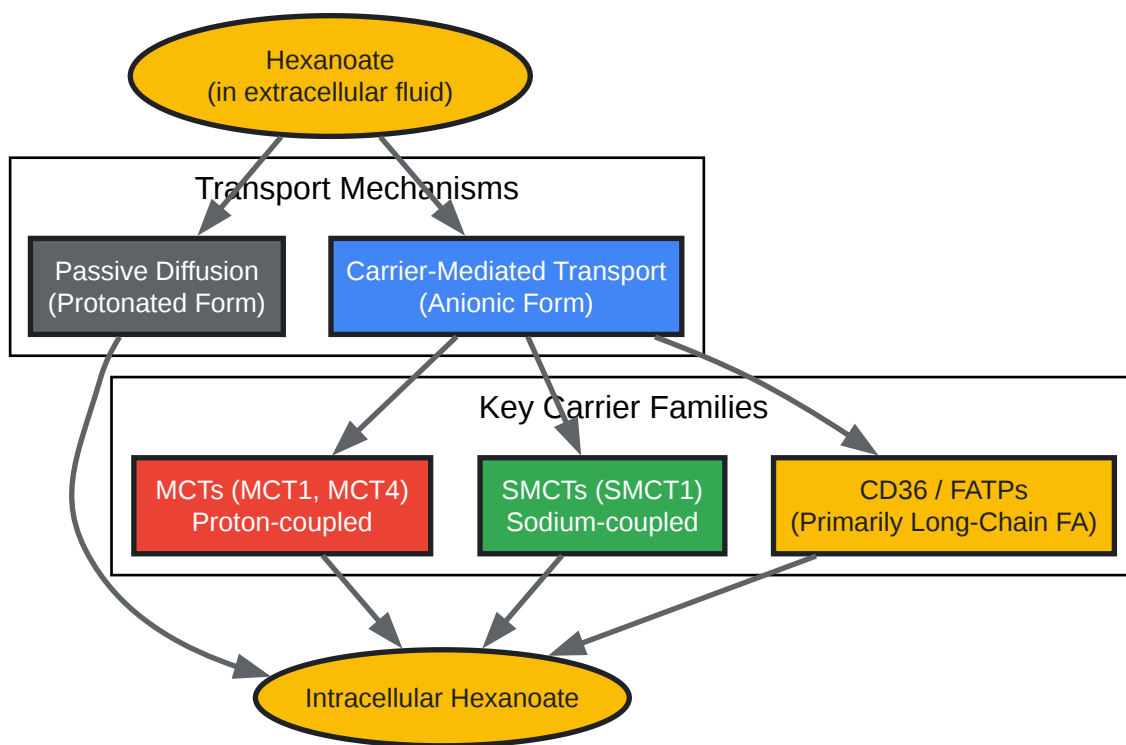 Hexanoate
(in extracellular fluid)
Transport Mechanisms
Passive Diffusion
(Protonated Form)
Carrier-Mediated Transport
(Anionic Form)
Key Carrier Families
MCTs (MCT1, MCT4)
Proton-coupled
SMCTs (SMCT1)
Sodium-coupled
CD36 / FATPs
(Primarily Long-Chain FA)
Intracellular Hexanoate